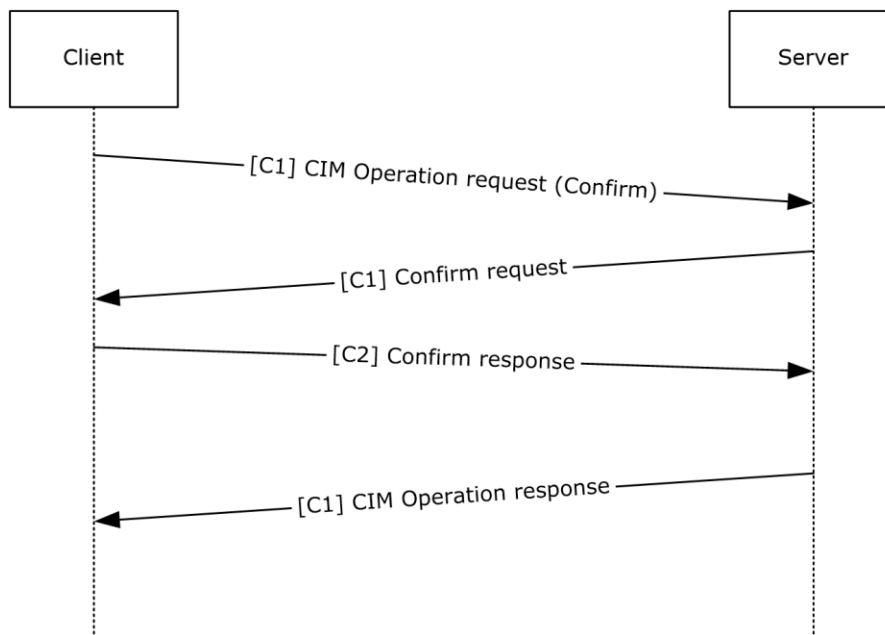 Client
Server
[C1] CIM Operation request (Confirm)
[C1] Confirm request
[C2] Confirm response
[C1] CIM Operation response